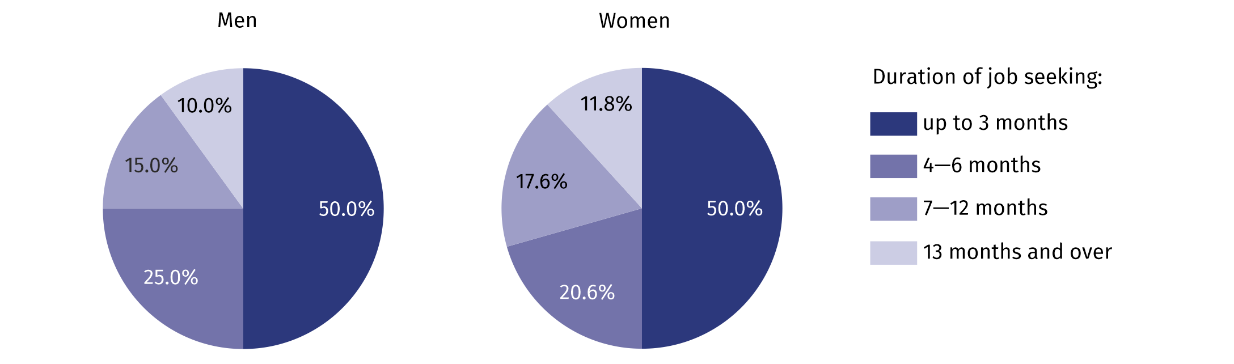 Men
Women
Duration of job seeking:
10.0%
15.0%
50.0%
25.0%
11.8%
17.6%
50.0%
20.6%
up to 3 months
4—6 months
7—12 months
13 months and over